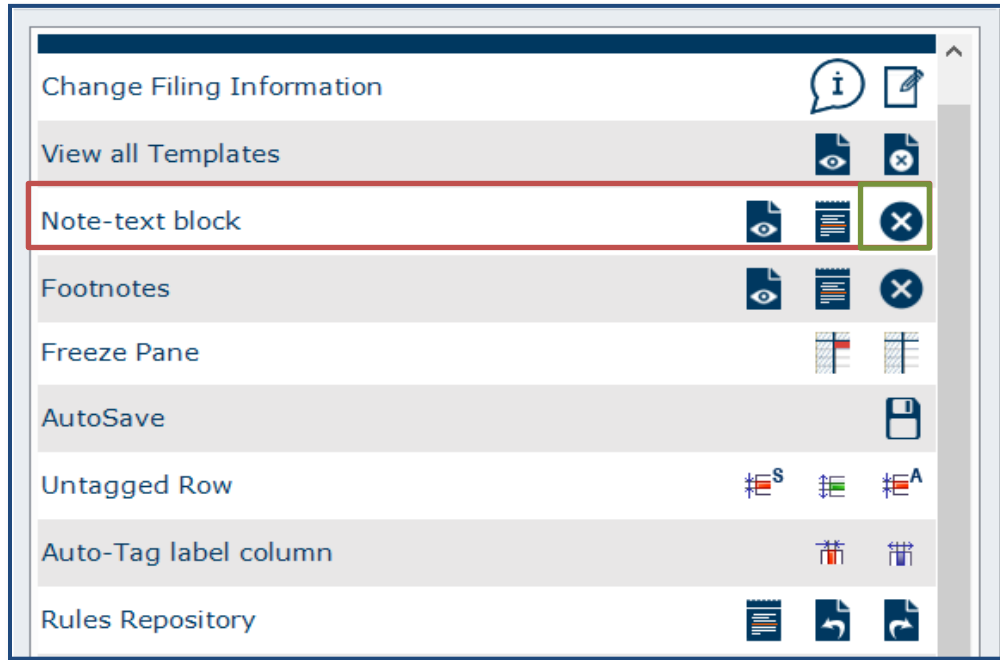 Change Filing Information
View all Templates
Note-text block
Footnotes
Freeze Pane
AutoSave
Untagged Row S A
Auto-Tag label column
Rules Repository